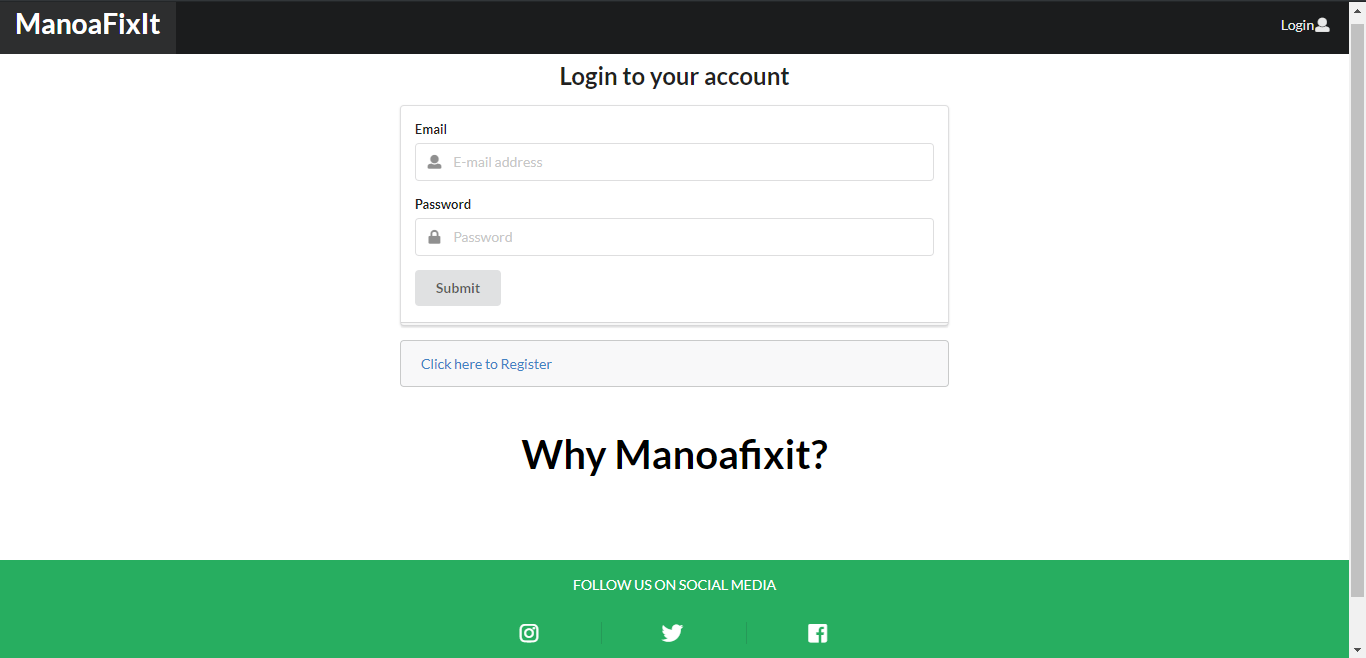 ManoaFixIt
Login
Login to your account
Email
E-mail address
Password
Password
Submit
Click here to Register
Why Manoafixit?
FOLLOW US ON SOCIAL MEDIA